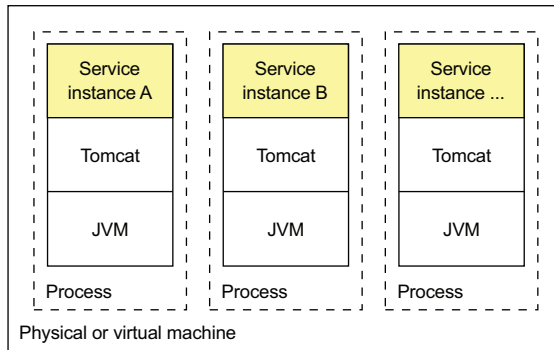 Service
instance A
Tomcat
JVM
Process
Service
instance B
Tomcat
JVM
Process
Service
instance ...
Tomcat
JVM
Process
Physical or virtual machine